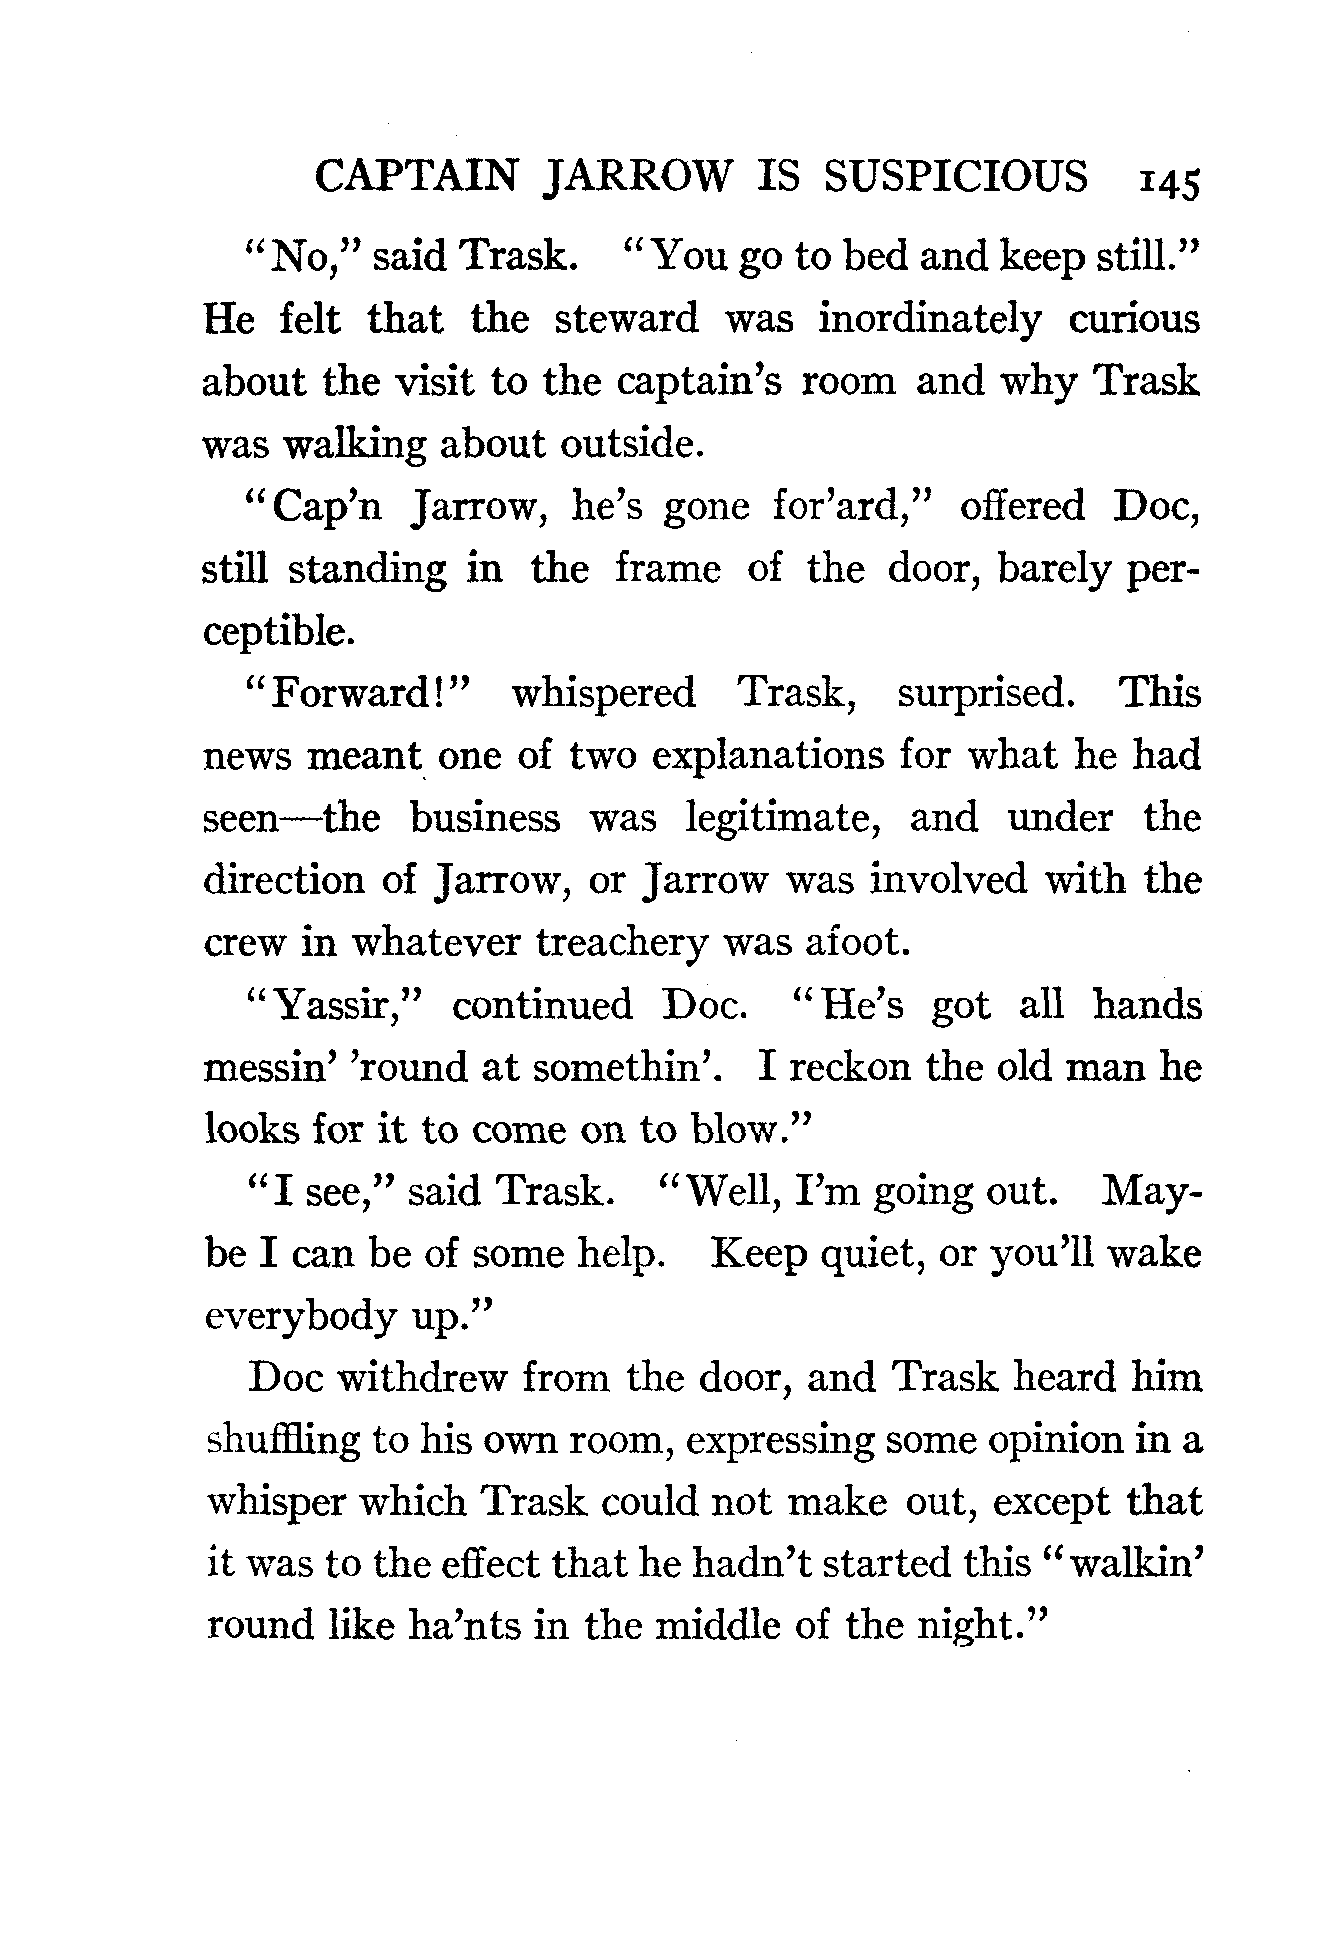 CAPTAIN JARROW IS SUSPICIOUS 145
“No,” said Trask. “You go to bed and keep still.”
He felt that the steward was inordinately curious
about the visit to the captain’s room and why Trask
was walking about outside.
“Cap’n Jarrow, he’s gone for’ard,” offered Doc,
still standing in the frame of the door, barely per-
ceptible.
“Forward!” whispered Trask, surprised. This
news meant one of two explanations for what he had
seen—the business was legitimate, and under the
direction of Jarrow, or Jarrow was involved with the
crew in whatever treachery was afoot.
“Yassir,” continued Doc. “He’s got all hands
messin’ ’round at somethin’. I reckon the old man he
looks for it to come on to blow.”
“I see,” said Trask. “Well, I’m going out. May-
be I can be of some help. Keep quiet, or you’ll wake
everybody up.”
Doc withdrew from the door, and Trask heard him
shuffling to his own room, expressing some opinion in a
whisper which Trask could not make out, except that
it was to the effect that he hadn’t started this “walkin’
round like ha’nts in the middle of the night.”